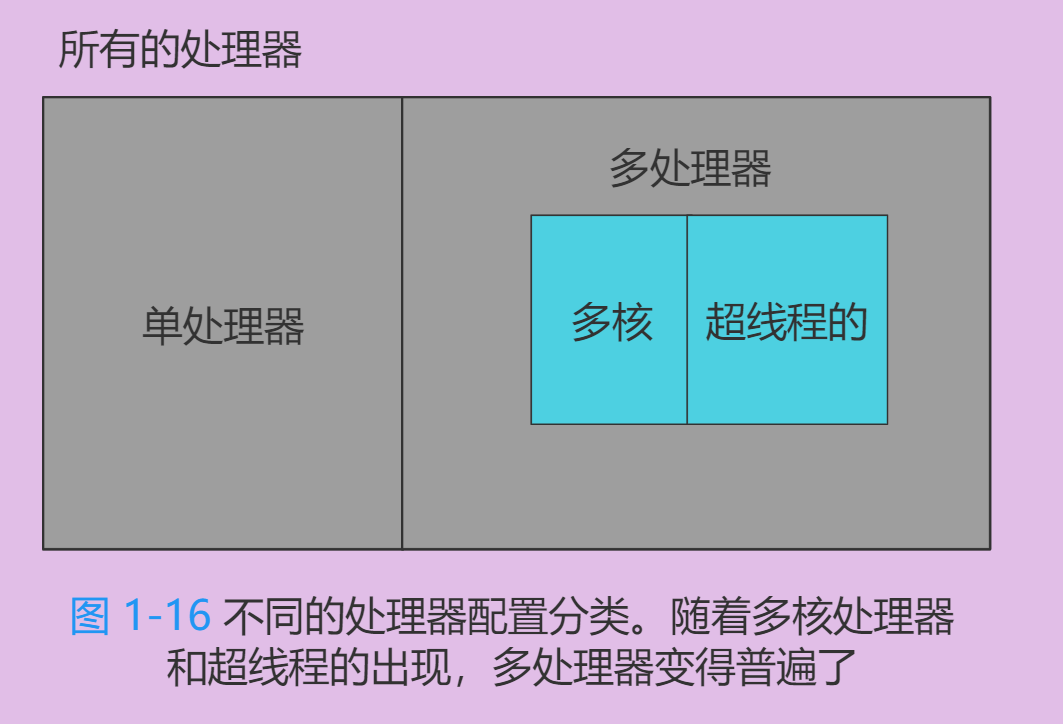 所有的处理器
多处理器
单处理器
多核
超线程的
图 1-16 不同的处理器配置分类。随着多核处理器
和超线程的出现，多处理器变得普遍了